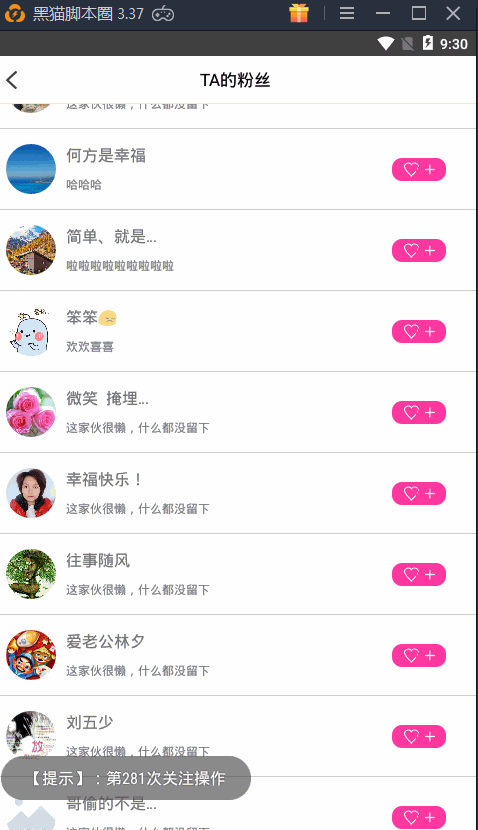 黑猫脚本圈 3.37
9:30
TA的粉丝
这家伙很懒，什么都没留下
何方是幸福
哈哈哈
简单、就是...
啦啦啦啦啦啦啦啦啦
笨笨
欢欢喜喜
微笑 掩埋...
这家伙很懒，什么都没留下
幸福快乐！
这家伙很懒，什么都没留下
往事随风
这家伙很懒，什么都没留下
爱老公林夕
这家伙很懒，什么都没留下
刘五少
这家伙很懒，什么都没留下
【提示】：第281次关注操作
哥偷的不是...
这家伙很懒，什么都没留下